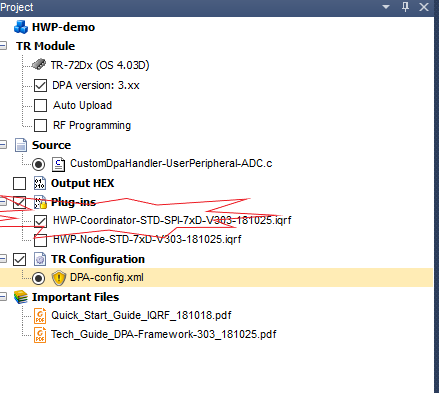 Project
HWP-demo
TR Module
TR-72Dx (OS 4.03D)
DPA version: 3.xx
Auto Upload
RF Programming
Source
CustomDpaHandler-UserPeripheral-ADC.c
Output HEX
Plug-ins
HWP-Coordinator-STD-SPI-7xD-V303-181025.iqrf
HWP-Node-STD-7xD-V303-181025.iqrf
TR Configuration
DPA-config.xml
Important Files
Quick_Start_Guide_IQRF_181018.pdf
Tech_Guide_DPA-Framework-303_181025.pdf